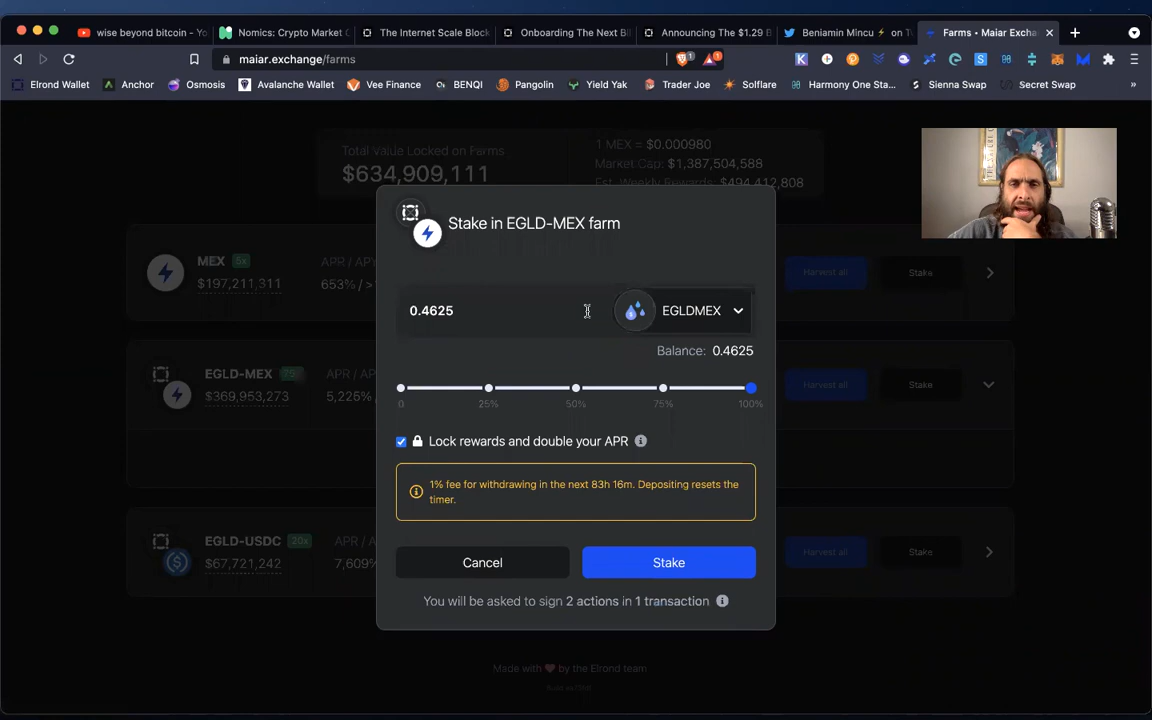 wise beyond bitcoin - Yo
Nomics: Crypto Market C
The Internet Scale Block
Onboarding The Next Bi
Announcing The $1.29 B
Beniamin Mincu ⚡ on Tw
Farms • Maiar Excha
maiar.exchange/farms
Elrond Wallet
Anchor
Osmosis
Avalanche Wallet
Vee Finance
BENQI
Pangolin
Yield Yak
Trader Joe
Solflare
Harmony One Sta...
Sienna Swap
Secret Swap
Total Value Locked on Farms
$634,909,111
1 MEX = $0.000980
Market Cap: $1,387,504,588
Est. Weekly Rewards: $494,412,808
Stake in EGLD-MEX farm
MEX 5x
$197,211,311
APR / APY
653% / >
Harvest all
Stake
0.4625
EGLDMEX
Balance: 0.4625
EGLD-MEX 75x
$369,953,273
APR / AP
5,225% /
Harvest all
Stake
0
25%
50%
75%
100%
Lock rewards and double your APR
1% fee for withdrawing in the next 83h 16m. Depositing resets the
timer.
EGLD-USDC 20x
$67,721,242
APR / A
7,609%
Harvest all
Stake
Cancel
Stake
You will be asked to sign 2 actions in 1 transaction
Made with ❤ by the Elrond team